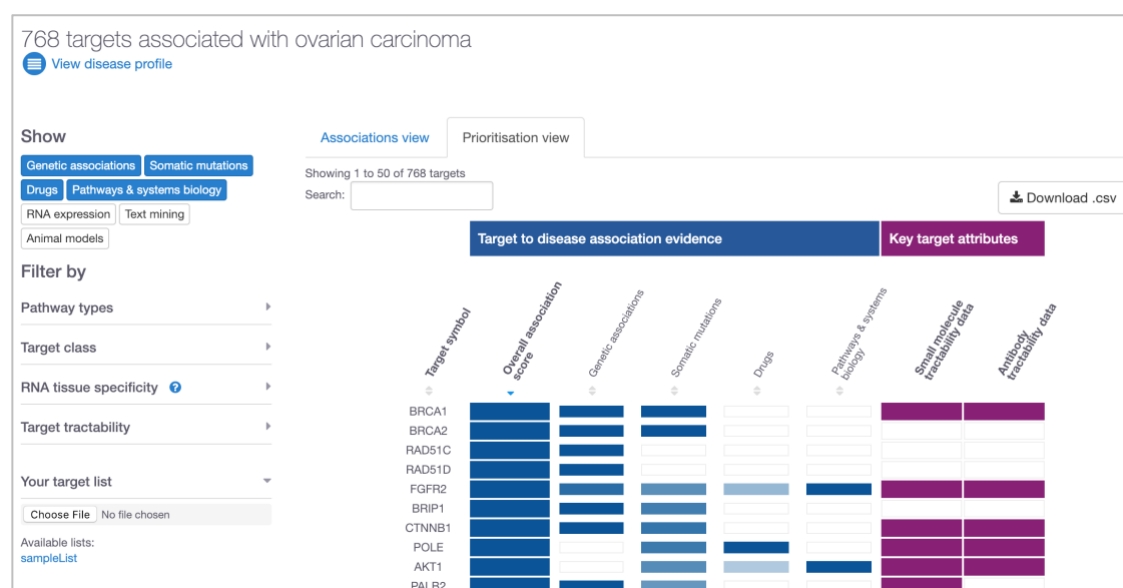 768 targets associated with ovarian carcinoma
View disease profile
Show
Genetic associations Somatic mutations
Drugs Pathways & systems biology
RNA expression Text mining
Animal models
Filter by
Pathway types
Target class
RNA tissue specificity ?
Target tractability
Your target list
Choose File No file chosen
Available lists:
sampleList
Associations view Prioritisation view
Showing 1 to 50 of 768 targets
Search:
Download .csv
Target to disease association evidence Key target attributes
Target symbol
Overall association
score
Genetic associations
Somatic mutations
Drugs
Pathways & systems
biology
Small molecule
tractability data
Antibody
tractability data
BRCA1
BRCA2
RAD51C
RAD51D
FGFR2
BRIP1
CTNNB1
POLE
AKT1
PALB2